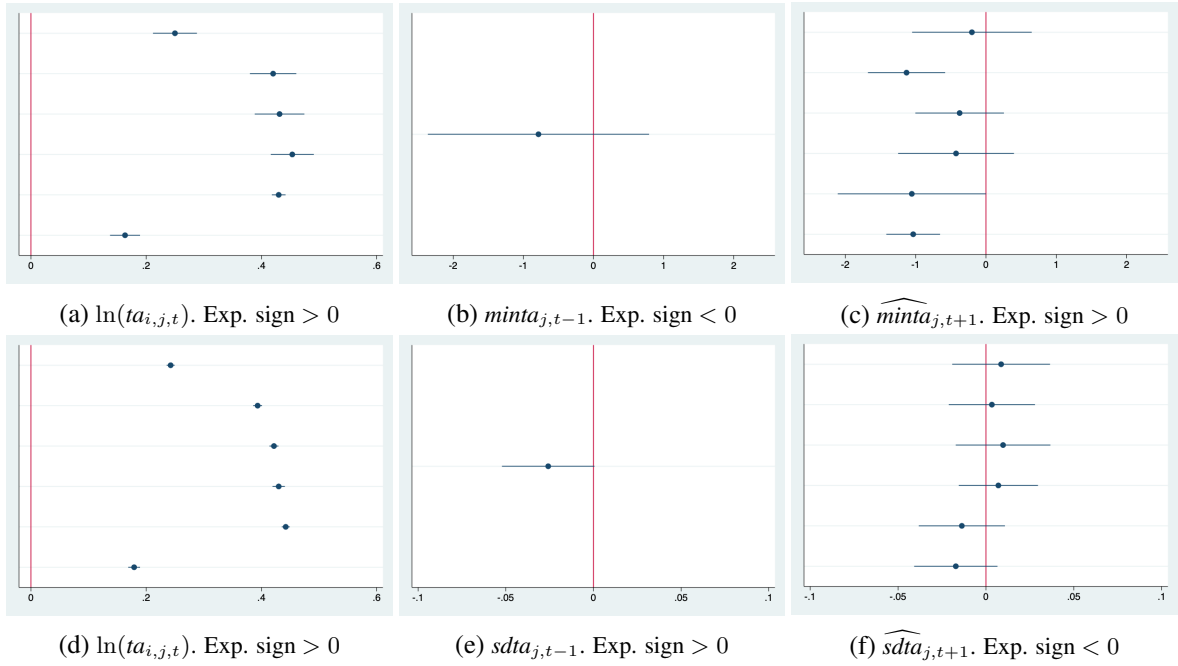 0 .2 .4 .6
-2 -1 0 1 2
-2 -1 0 1 2
(a) ln(ta_{i,j,t}). Exp. sign > 0
(b) minta_{j,t−1}. Exp. sign < 0
(c) \widehat{minta}_{j,t+1}. Exp. sign > 0
0 .2 .4 .6
-.1 -.05 0 .05 .1
-.1 -.05 0 .05 .1
(d) ln(ta_{i,j,t}). Exp. sign > 0
(e) sdta_{j,t−1}. Exp. sign > 0
(f) \widehat{sdta}_{j,t+1}. Exp. sign < 0